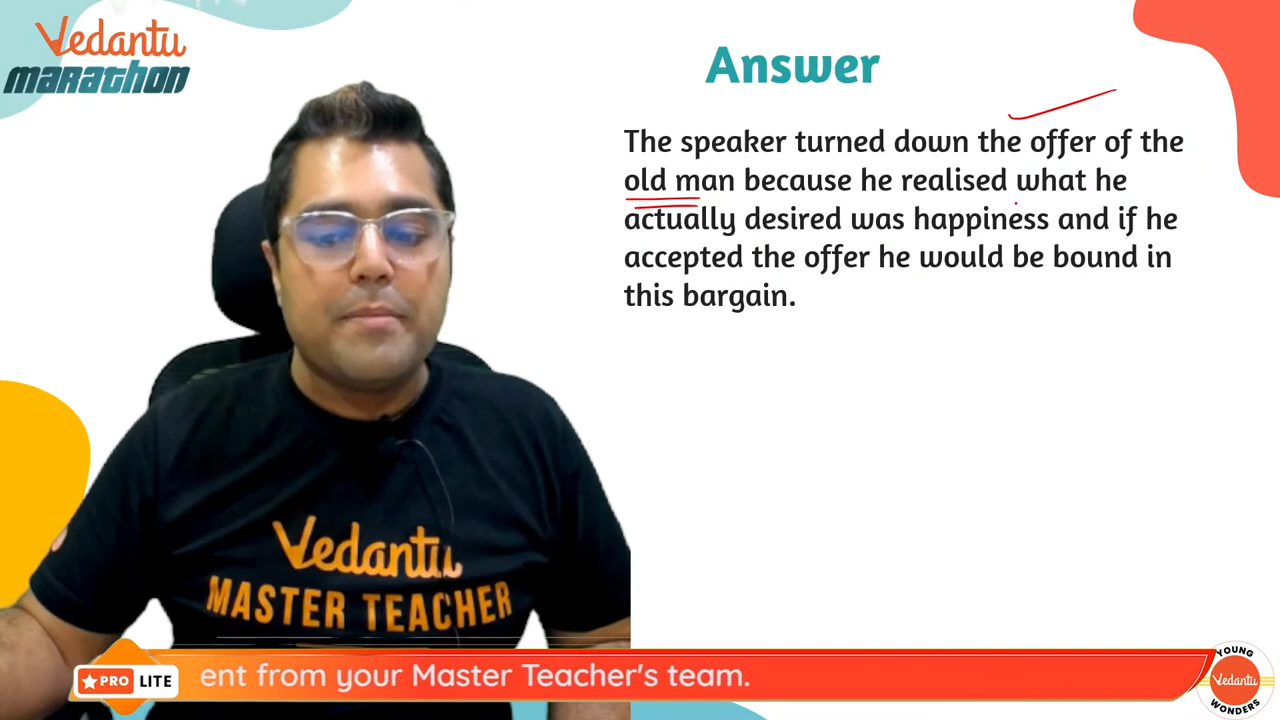 Vedantu
marathon
Answer
The speaker turned down the offer of the
old man because he realised what he
actually desired was happiness and if he
accepted the offer he would be bound in
this bargain.
Vedantu
MASTER TEACHER
PRO LITE
ent from your Master Teacher's team.
YOUNG
Vedantu
WONDERS